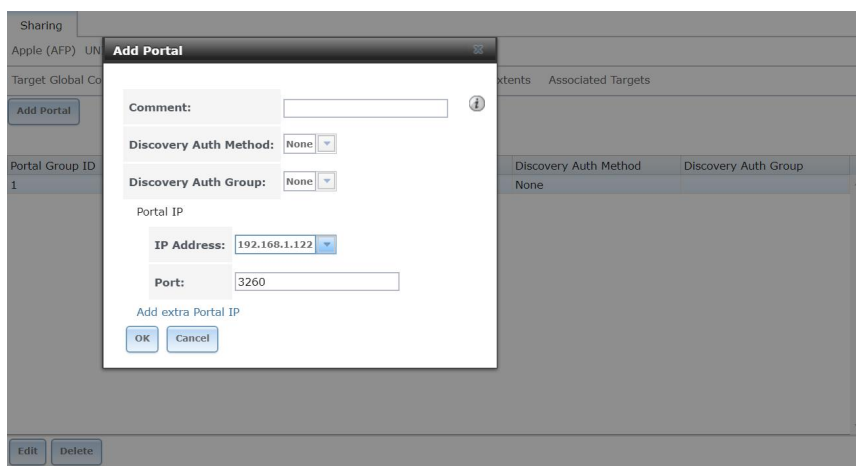 Sharing
Apple (AFP) UN
Add Portal
Target Global Co
xtents Associated Targets
Add Portal
Comment:
Discovery Auth Method: None
Portal Group ID
Discovery Auth Method
Discovery Auth Group
1
None
Discovery Auth Group: None
Portal IP
IP Address: 192.168.1.122
Port: 3260
Add extra Portal IP
OK Cancel
Edit Delete